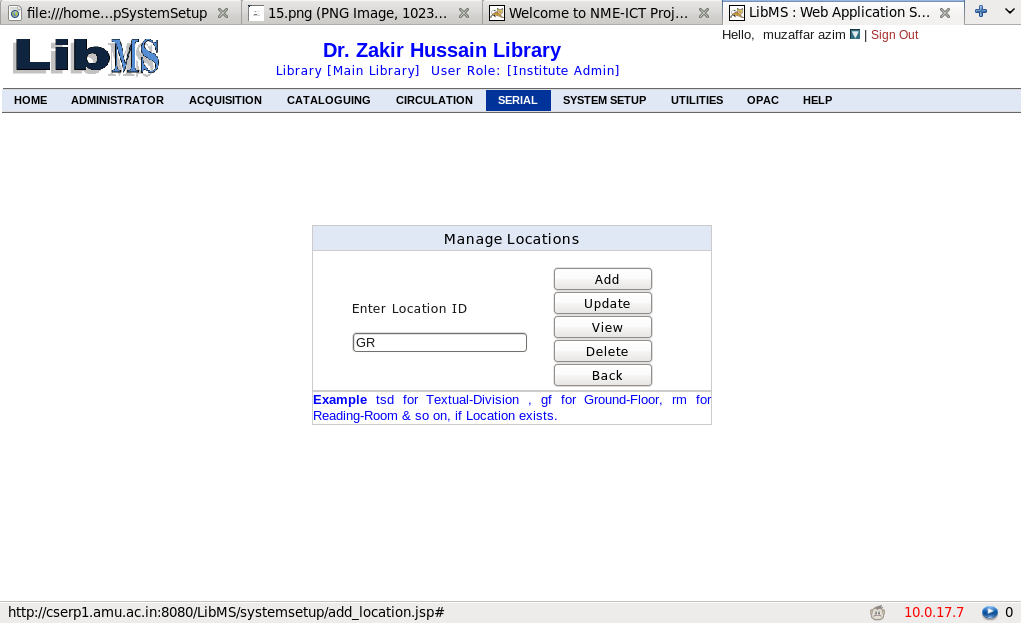 file:///home...pSystemSetup 15.png (PNG Image, 1023... Welcome to NME-ICT Proj... LibMS : Web Application S...
Hello, muzaffar azim | Sign Out
LibMS
Dr. Zakir Hussain Library
Library [Main Library] User Role: [Institute Admin]
HOME ADMINISTRATOR ACQUISITION CATALOGUING CIRCULATION SERIAL SYSTEM SETUP UTILITIES OPAC HELP
Manage Locations
Enter Location ID
GR
Add
Update
View
Delete
Back
Example tsd for Textual-Division , gf for Ground-Floor, rm for
Reading-Room & so on, if Location exists.
http://cserp1.amu.ac.in:8080/LibMS/systemsetup/add_location.jsp# 10.0.17.7 0